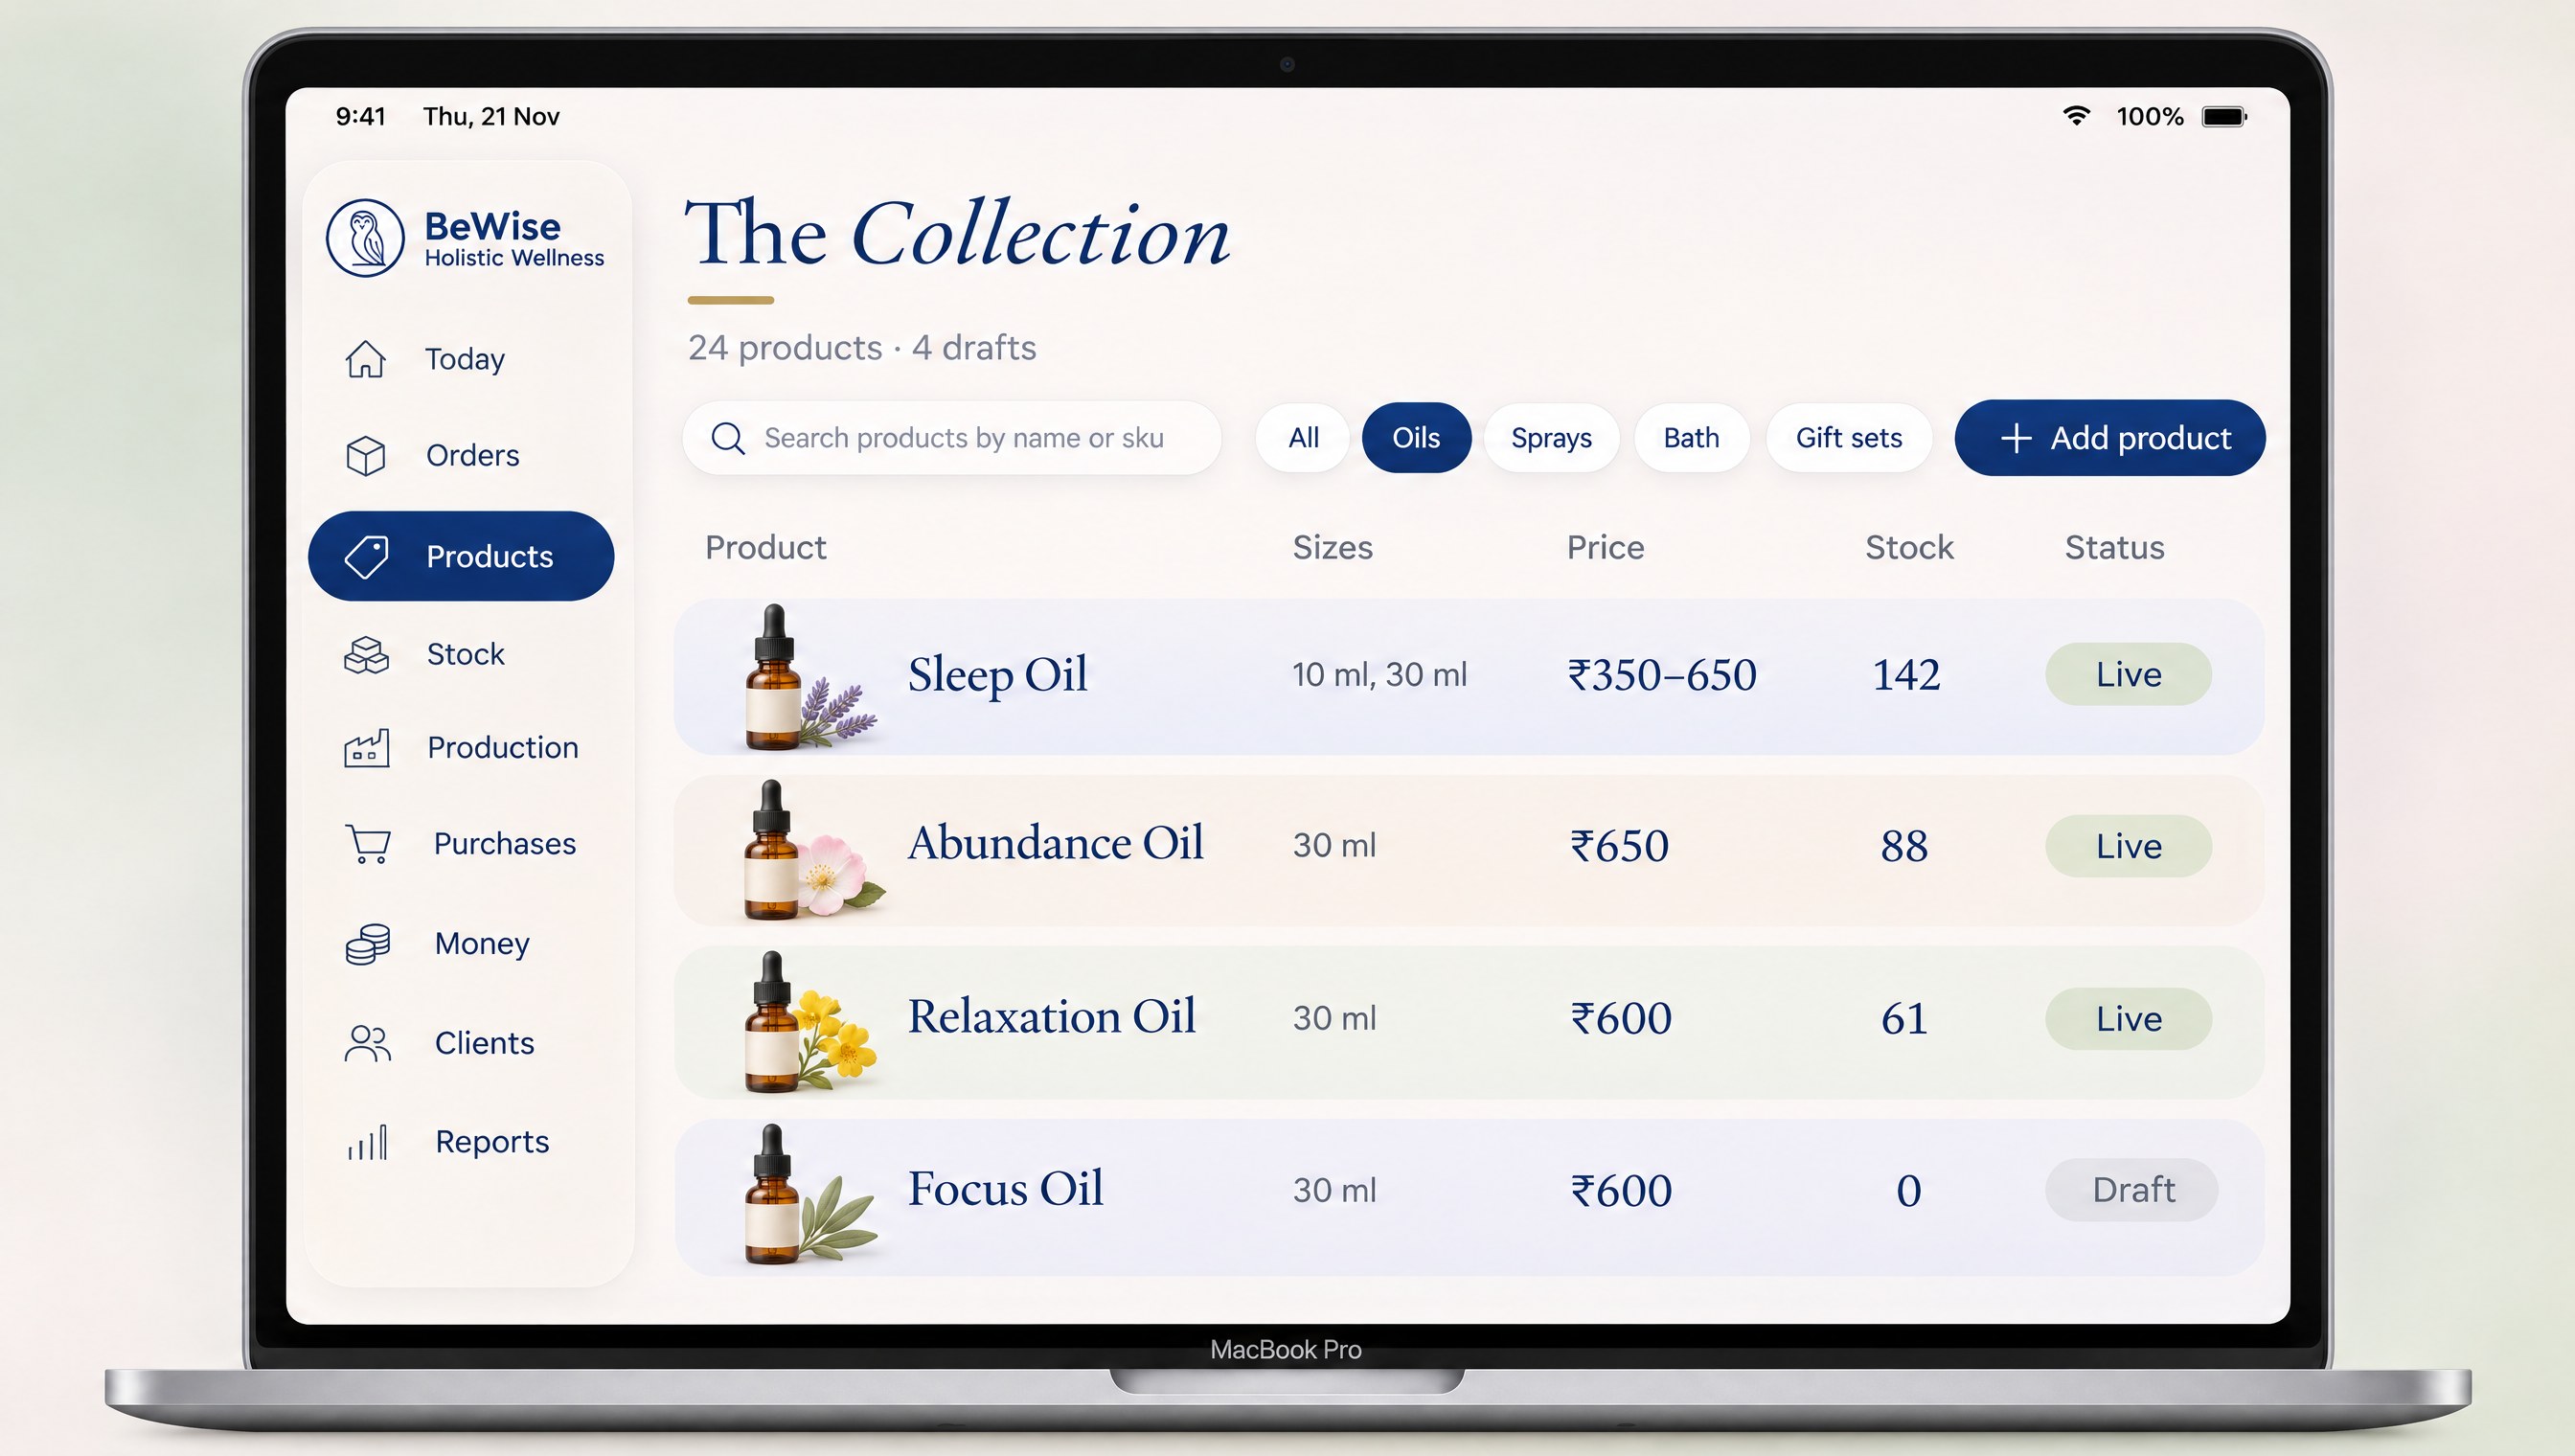 9:41 Thu, 21 Nov 100%
BeWise
Holistic Wellness
Today
Orders
Products
Stock
Production
Purchases
Money
Clients
Reports
The Collection
24 products · 4 drafts
Search products by name or sku
All Oils Sprays Bath Gift sets + Add product
Product Sizes Price Stock Status
Sleep Oil 10 ml, 30 ml ₹350–650 142 Live
Abundance Oil 30 ml ₹650 88 Live
Relaxation Oil 30 ml ₹600 61 Live
Focus Oil 30 ml ₹600 0 Draft
MacBook Pro